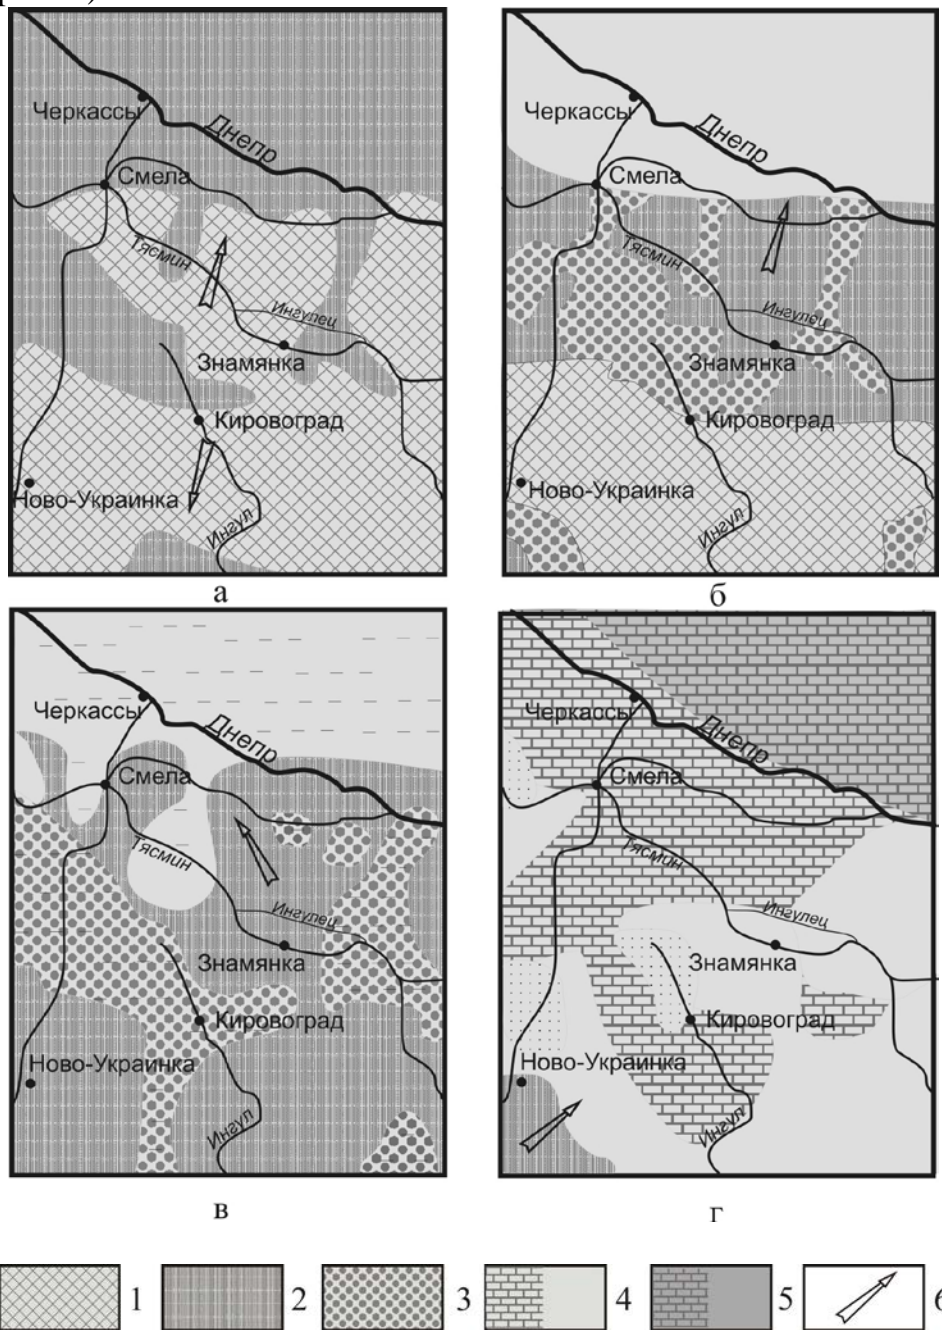 Черкассы
Днепр
Смела
Тясмин
Ингулец
Знамянка
Кировоград
Ново-Украинка
Ингул
а
Черкассы
Днепр
Смела
Тясмин
Ингулец
Знамянка
Кировоград
Ново-Украинка
Ингул
б
Черкассы
Днепр
Смела
Тясмин
Ингулец
Знамянка
Кировоград
Ново-Украинка
Ингул
в
Черкассы
Днепр
Смела
Тясмин
Ингулец
Знамянка
Кировоград
Ново-Украинка
Ингул
г
1 2 3 4 5 6